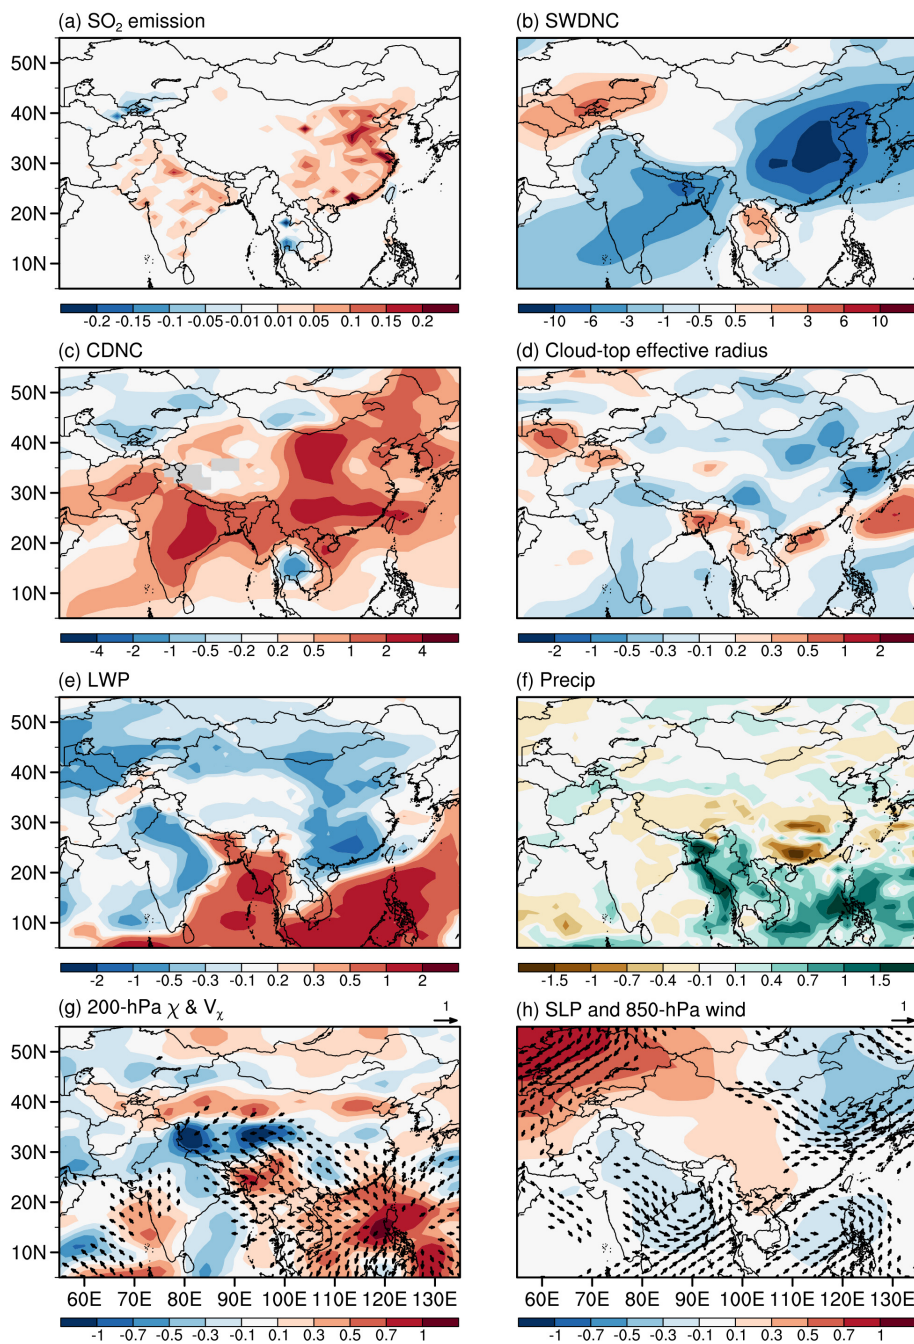 (a) SO₂ emission
(b) SWDNC
50N
40N
30N
20N
10N
-0.2 -0.15 -0.1 -0.05 -0.01 0.01 0.05 0.1 0.15 0.2
-10 -6 -3 -1 -0.5 0.5 1 3 6 10
(c) CDNC
(d) Cloud-top effective radius
50N
40N
30N
20N
10N
-4 -2 -1 -0.5 -0.2 0.2 0.5 1 2 4
-2 -1 -0.5 -0.3 -0.1 0.2 0.3 0.5 1 2
(e) LWP
(f) Precip
50N
40N
30N
20N
10N
-2 -1 -0.5 -0.3 -0.1 0.2 0.3 0.5 1 2
-1.5 -1 -0.7 -0.4 -0.1 0.1 0.4 0.7 1 1.5
(g) 200-hPa χ & Vᵪ
1
(h) SLP and 850-hPa wind
1
50N
40N
30N
20N
10N
60E 70E 80E 90E 100E 110E 120E 130E
60E 70E 80E 90E 100E 110E 120E 130E
-1 -0.7 -0.5 -0.3 -0.1 0.1 0.3 0.5 0.7 1
-1 -0.7 -0.5 -0.3 -0.1 0.1 0.3 0.5 0.7 1